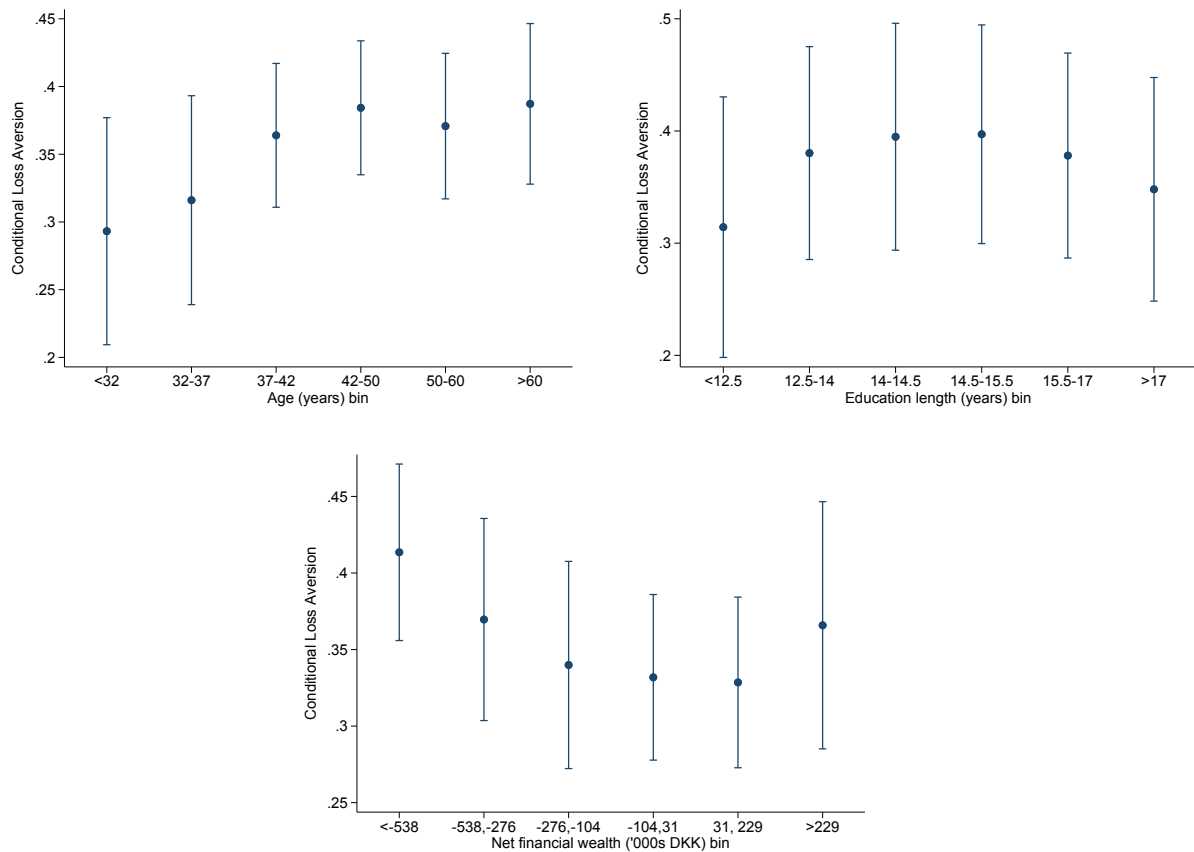 Conditional Loss Aversion
.45
.4
.35
.3
.25
.2
<32 32-37 37-42 42-50 50-60 >60
Age (years) bin
Conditional Loss Aversion
.5
.4
.3
.2
<12.5 12.5-14 14-14.5 14.5-15.5 15.5-17 >17
Education length (years) bin
Conditional Loss Aversion
.45
.4
.35
.3
.25
<-538 -538,-276 -276,-104 -104,31 31, 229 >229
Net financial wealth ('000s DKK) bin